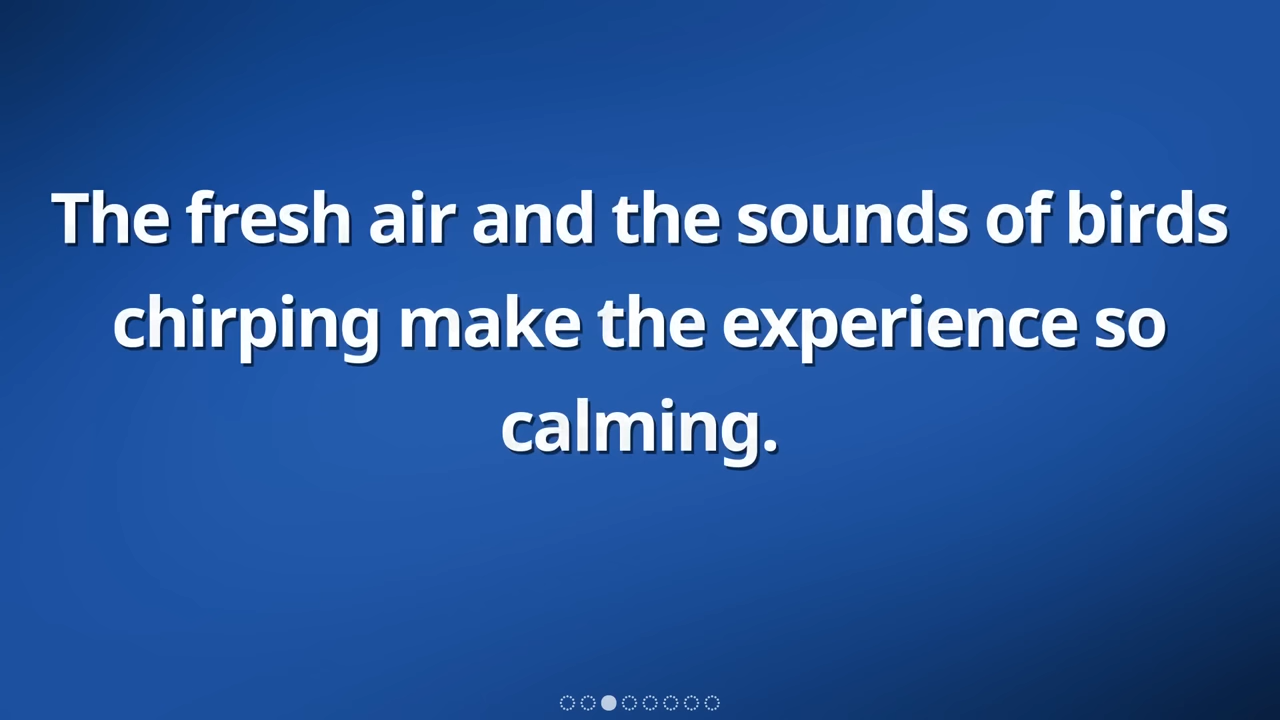 The fresh air and the sounds of birds
chirping make the experience so
calming.